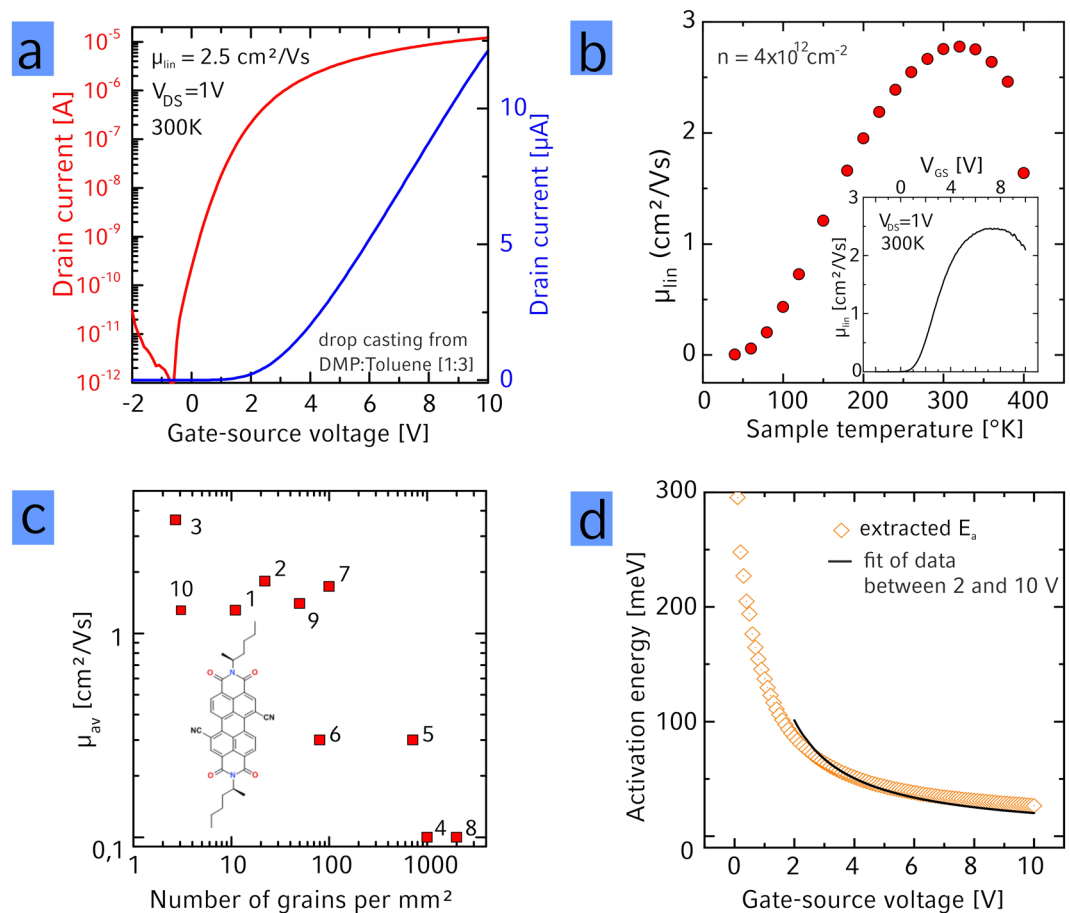 a
μlin = 2.5 cm²/Vs
VDS=1V
300K
drop casting from
DMP:Toluene [1:3]
Drain current [A]
10⁻⁵
10⁻⁶
10⁻⁷
10⁻⁸
10⁻⁹
10⁻¹⁰
10⁻¹¹
10⁻¹²
Drain current [μA]
10
5
0
-2 0 2 4 6 8 10
Gate-source voltage [V]
b
n = 4x10¹²cm⁻²
μlin (cm²/Vs)
3
2
1
0
0 100 200 300 400
Sample temperature [°K]
VGS [V]
0 4 8
VDS=1V
300K
μlin [cm²/Vs]
3
2
1
0
c
μav [cm²/Vs]
1
0,1
3
10
1
2
9
7
6
5
4
8
O
N
O
CN
NC
O
N
O
1 10 100 1000
Number of grains per mm²
d
Activation energy [meV]
300
200
100
0
extracted Ea
fit of data
between 2 and 10 V
0 2 4 6 8 10
Gate-source voltage [V]